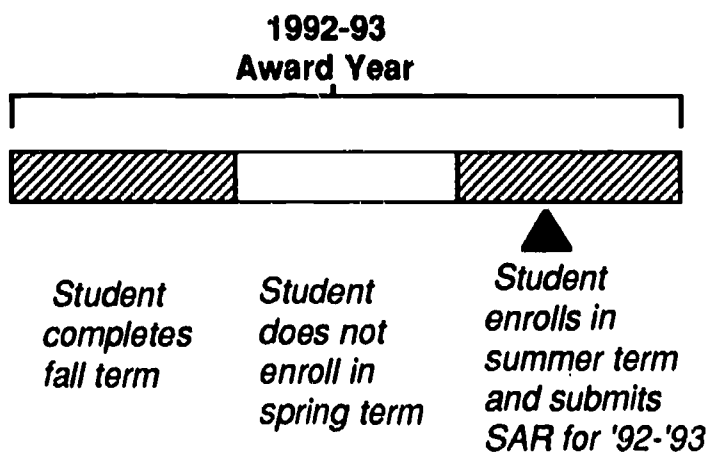 1992-93
Award Year
Student
completes
fall term
Student
does not
enroll in
spring term
Student
enrolls in
summer term
and submits
SAR for '92-'93